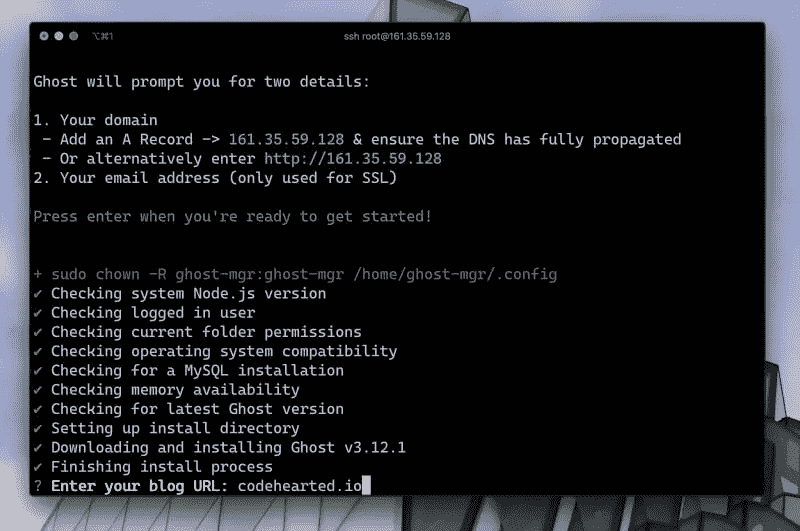 ⌥⌘1
ssh root@161.35.59.128
Ghost will prompt you for two details:
1. Your domain
- Add an A Record -> 161.35.59.128 & ensure the DNS has fully propagated
- Or alternatively enter http://161.35.59.128
2. Your email address (only used for SSL)
Press enter when you're ready to get started!
+ sudo chown -R ghost-mgr:ghost-mgr /home/ghost-mgr/.config
✔ Checking system Node.js version
✔ Checking logged in user
✔ Checking current folder permissions
✔ Checking operating system compatibility
✔ Checking for a MySQL installation
✔ Checking memory availability
✔ Checking for latest Ghost version
✔ Setting up install directory
✔ Downloading and installing Ghost v3.12.1
✔ Finishing install process
? Enter your blog URL: codehearted.io